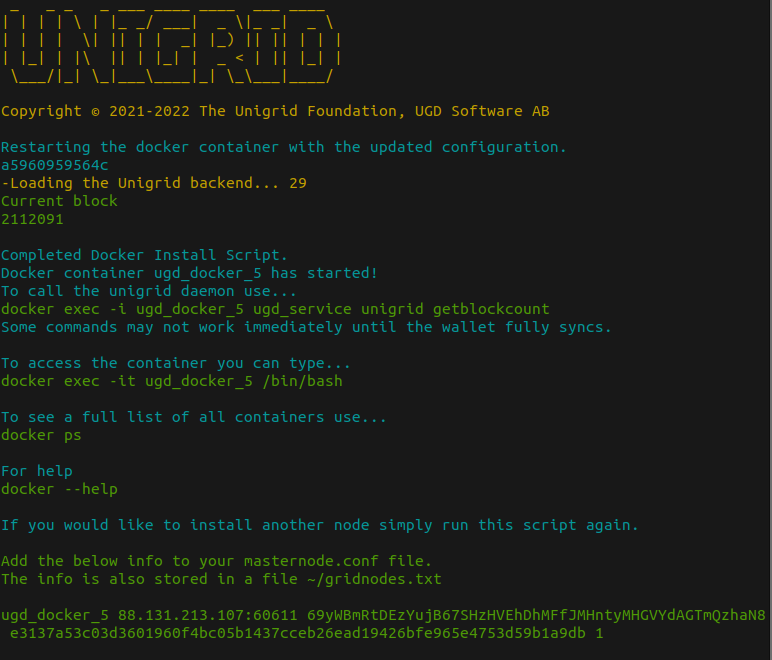 UNIGRID
Copyright © 2021-2022 The Unigrid Foundation, UGD Software AB
Restarting the docker container with the updated configuration.
a5960959564c
-Loading the Unigrid backend... 29
Current block
2112091
Completed Docker Install Script.
Docker container ugd_docker_5 has started!
To call the unigrid daemon use...
docker exec -i ugd_docker_5 ugd_service unigrid getblockcount
Some commands may not work immediately until the wallet fully syncs.
To access the container you can type...
docker exec -it ugd_docker_5 /bin/bash
To see a full list of all containers use...
docker ps
For help
docker --help
If you would like to install another node simply run this script again.
Add the below info to your masternode.conf file.
The info is also stored in a file ~/gridnodes.txt
ugd_docker_5 88.131.213.107:60611 69yWBmRtDEzYujB67SHzHVEhDhMFfJMHntyMHGVYdAGTmQzhaN8
e3137a53c03d3601960f4bc05b1437cceb26ead19426bfe965e4753d59b1a9db 1